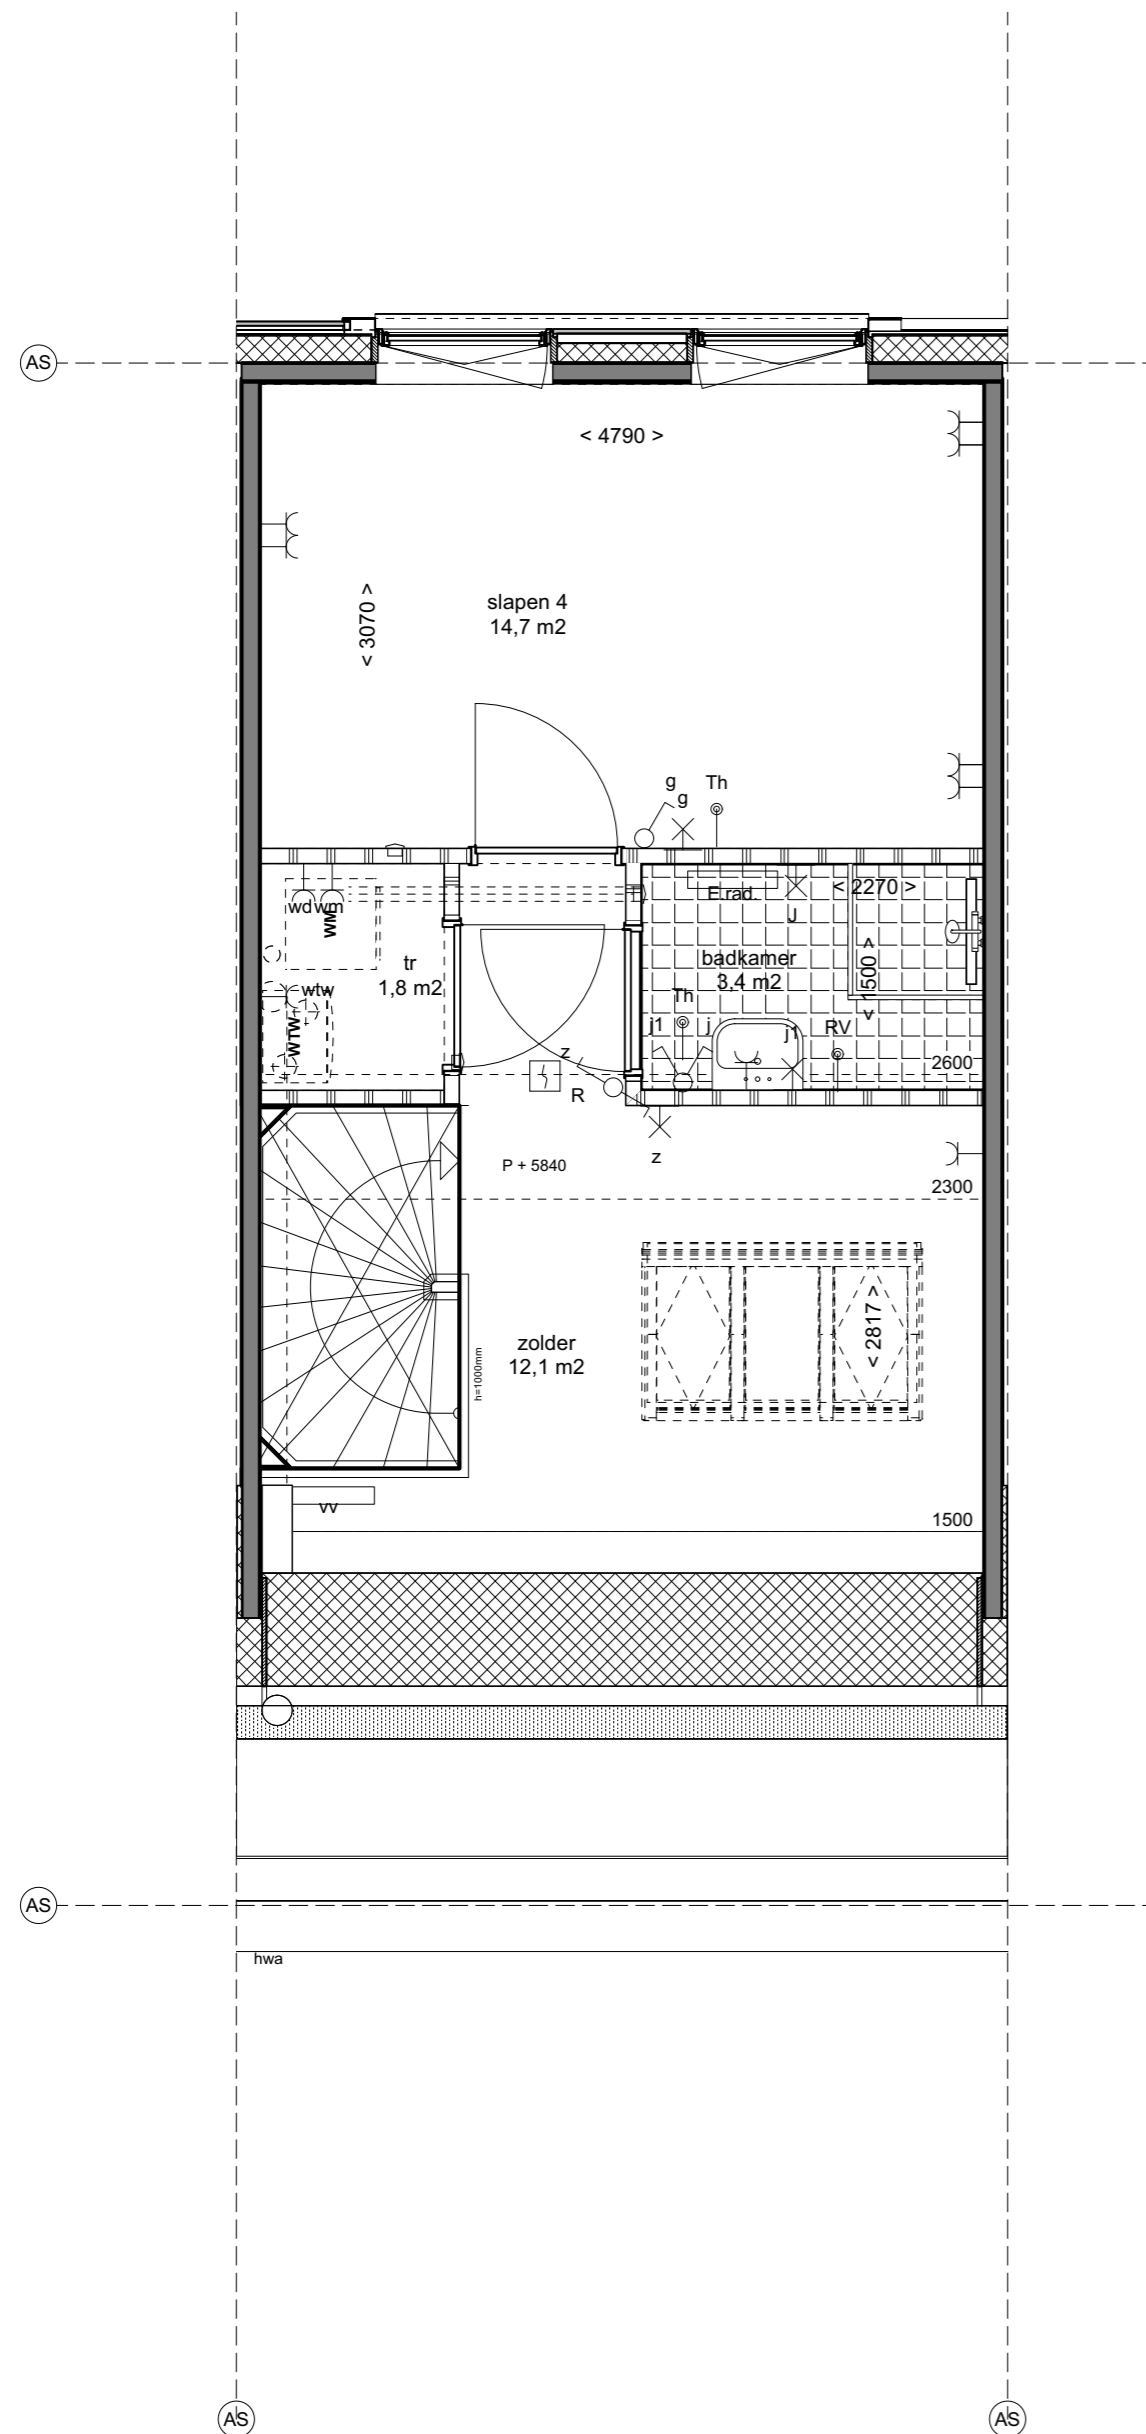 AS
< 4790 >
< 3070 >
slapen 4
14,7 m2
g
g
Th
wd wm
WM
E.rad.
< 2270 >
J
tr
1,8 m2
badkamer
3,4 m2
< 1500 >
wtw
WTW
Th
j1
j
j1
RV
2600
z
R
z
P + 5840
2300
zolder
12,1 m2
< 2817 >
h=1000mm
vv
1500
AS
hwa
AS
AS